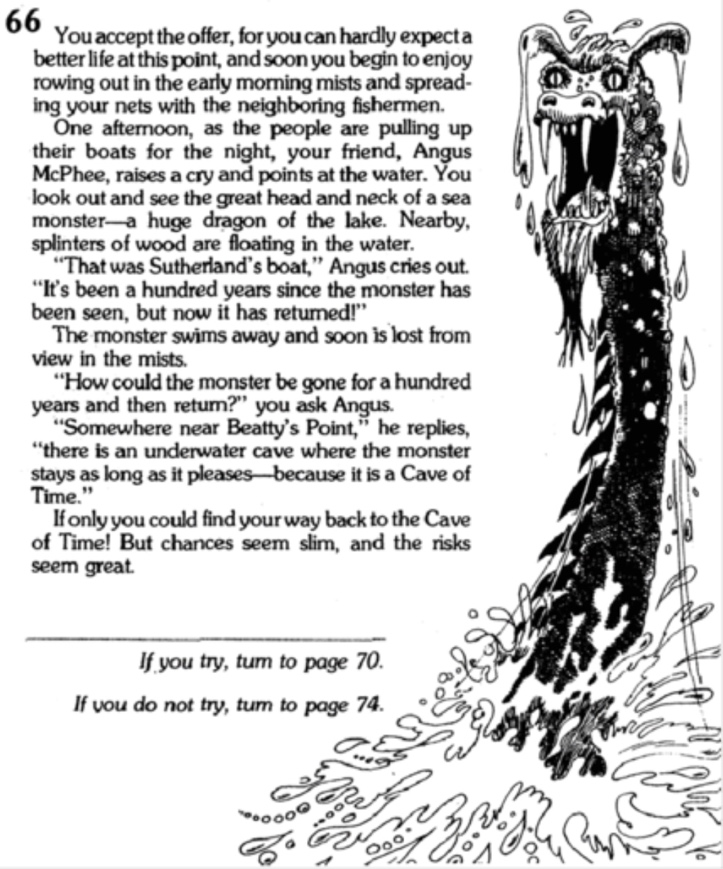 66
You accept the offer, for you can hardly expect a
better life at this point, and soon you begin to enjoy
rowing out in the early morning mists and spread-
ing your nets with the neighboring fishermen.
One afternoon, as the people are pulling up
their boats for the night, your friend, Angus
McPhee, raises a cry and points at the water. You
look out and see the great head and neck of a sea
monster—a huge dragon of the lake. Nearby,
splinters of wood are floating in the water.
“That was Sutherland’s boat,” Angus cries out.
“It’s been a hundred years since the monster has
been seen, but now it has returned!”
The monster swims away and soon is lost from
view in the mists.
“How could the monster be gone for a hundred
years and then return?” you ask Angus.
“Somewhere near Beatty’s Point,” he replies,
“there is an underwater cave where the monster
stays as long as it pleases—because it is a Cave of
Time.”
If only you could find your way back to the Cave
of Time! But chances seem slim, and the risks
seem great.
If you try, turn to page 70.
If you do not try, turn to page 74.